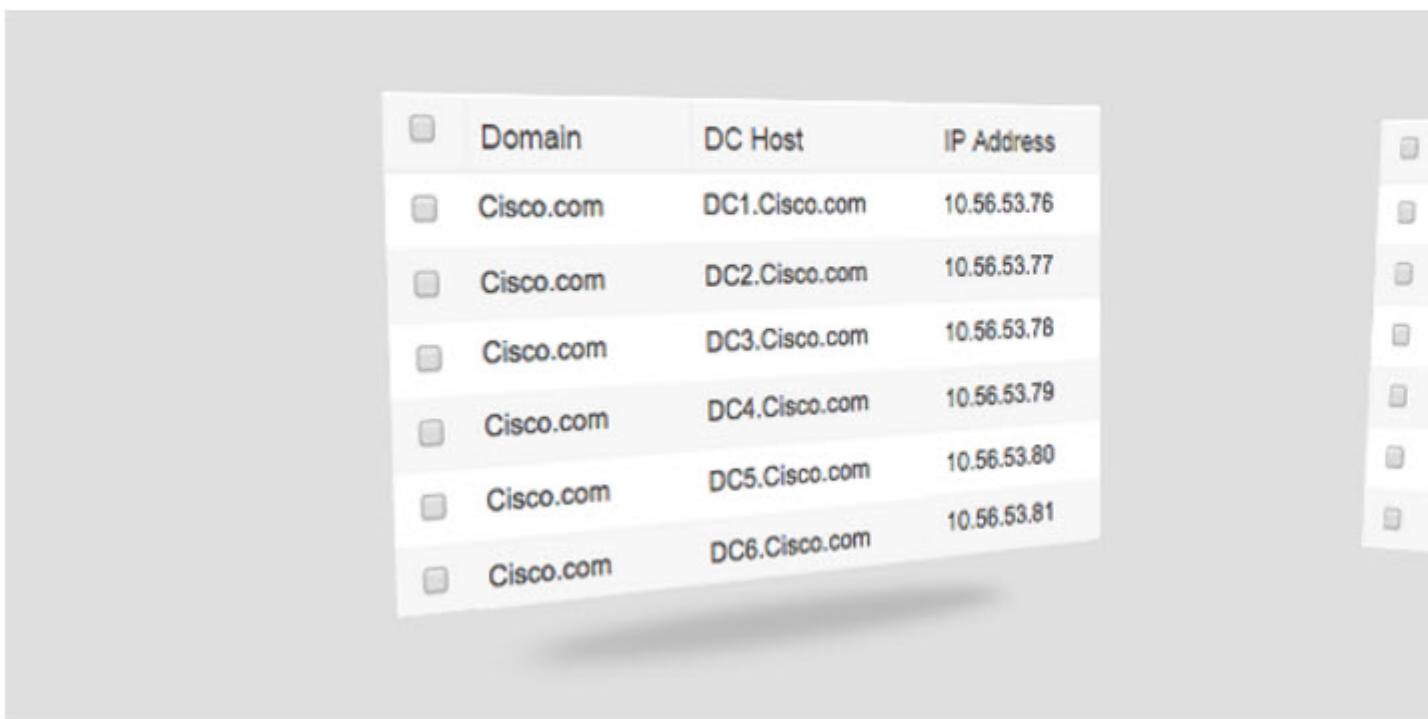 Domain DC Host IP Address
Cisco.com DC1.Cisco.com 10.56.53.76
Cisco.com DC2.Cisco.com 10.56.53.77
Cisco.com DC3.Cisco.com 10.56.53.78
Cisco.com DC4.Cisco.com 10.56.53.79
Cisco.com DC5.Cisco.com 10.56.53.80
Cisco.com DC6.Cisco.com 10.56.53.81